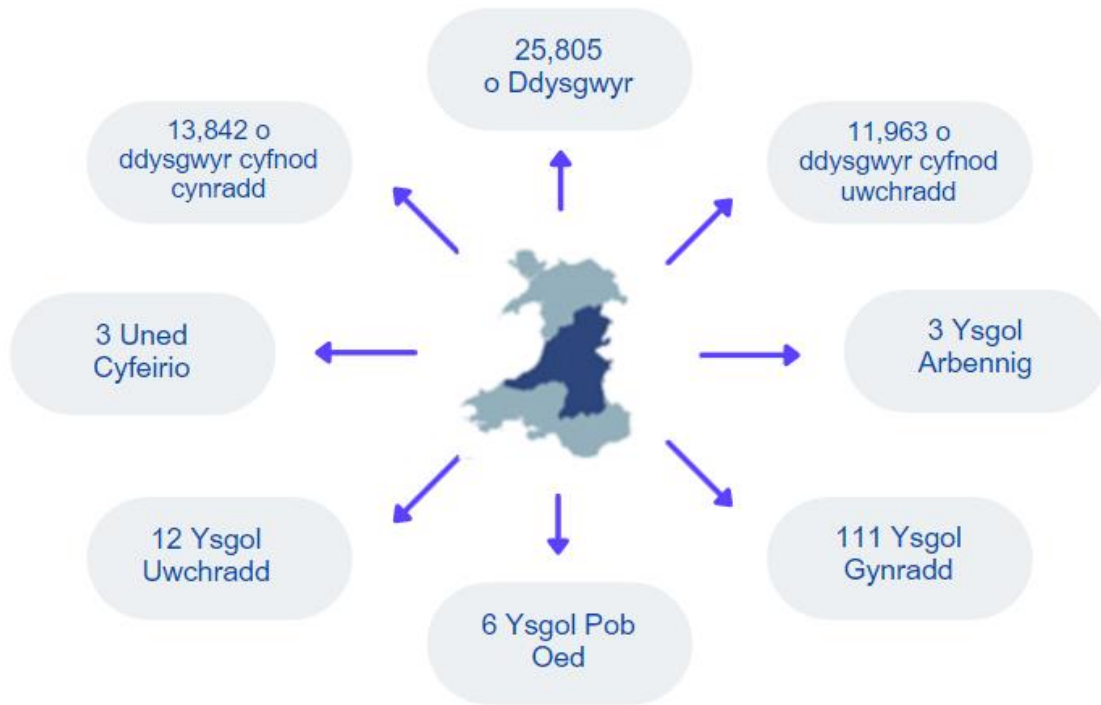 25,805
o Ddysgwyr
13,842 o
ddysgwyr cyfnod
cynradd
11,963 o
ddysgwyr cyfnod
uwchradd
3 Uned
Cyfeirio
3 Ysgol
Arbennig
12 Ysgol
Uwchradd
111 Ysgol
Gynradd
6 Ysgol Pob
Oed